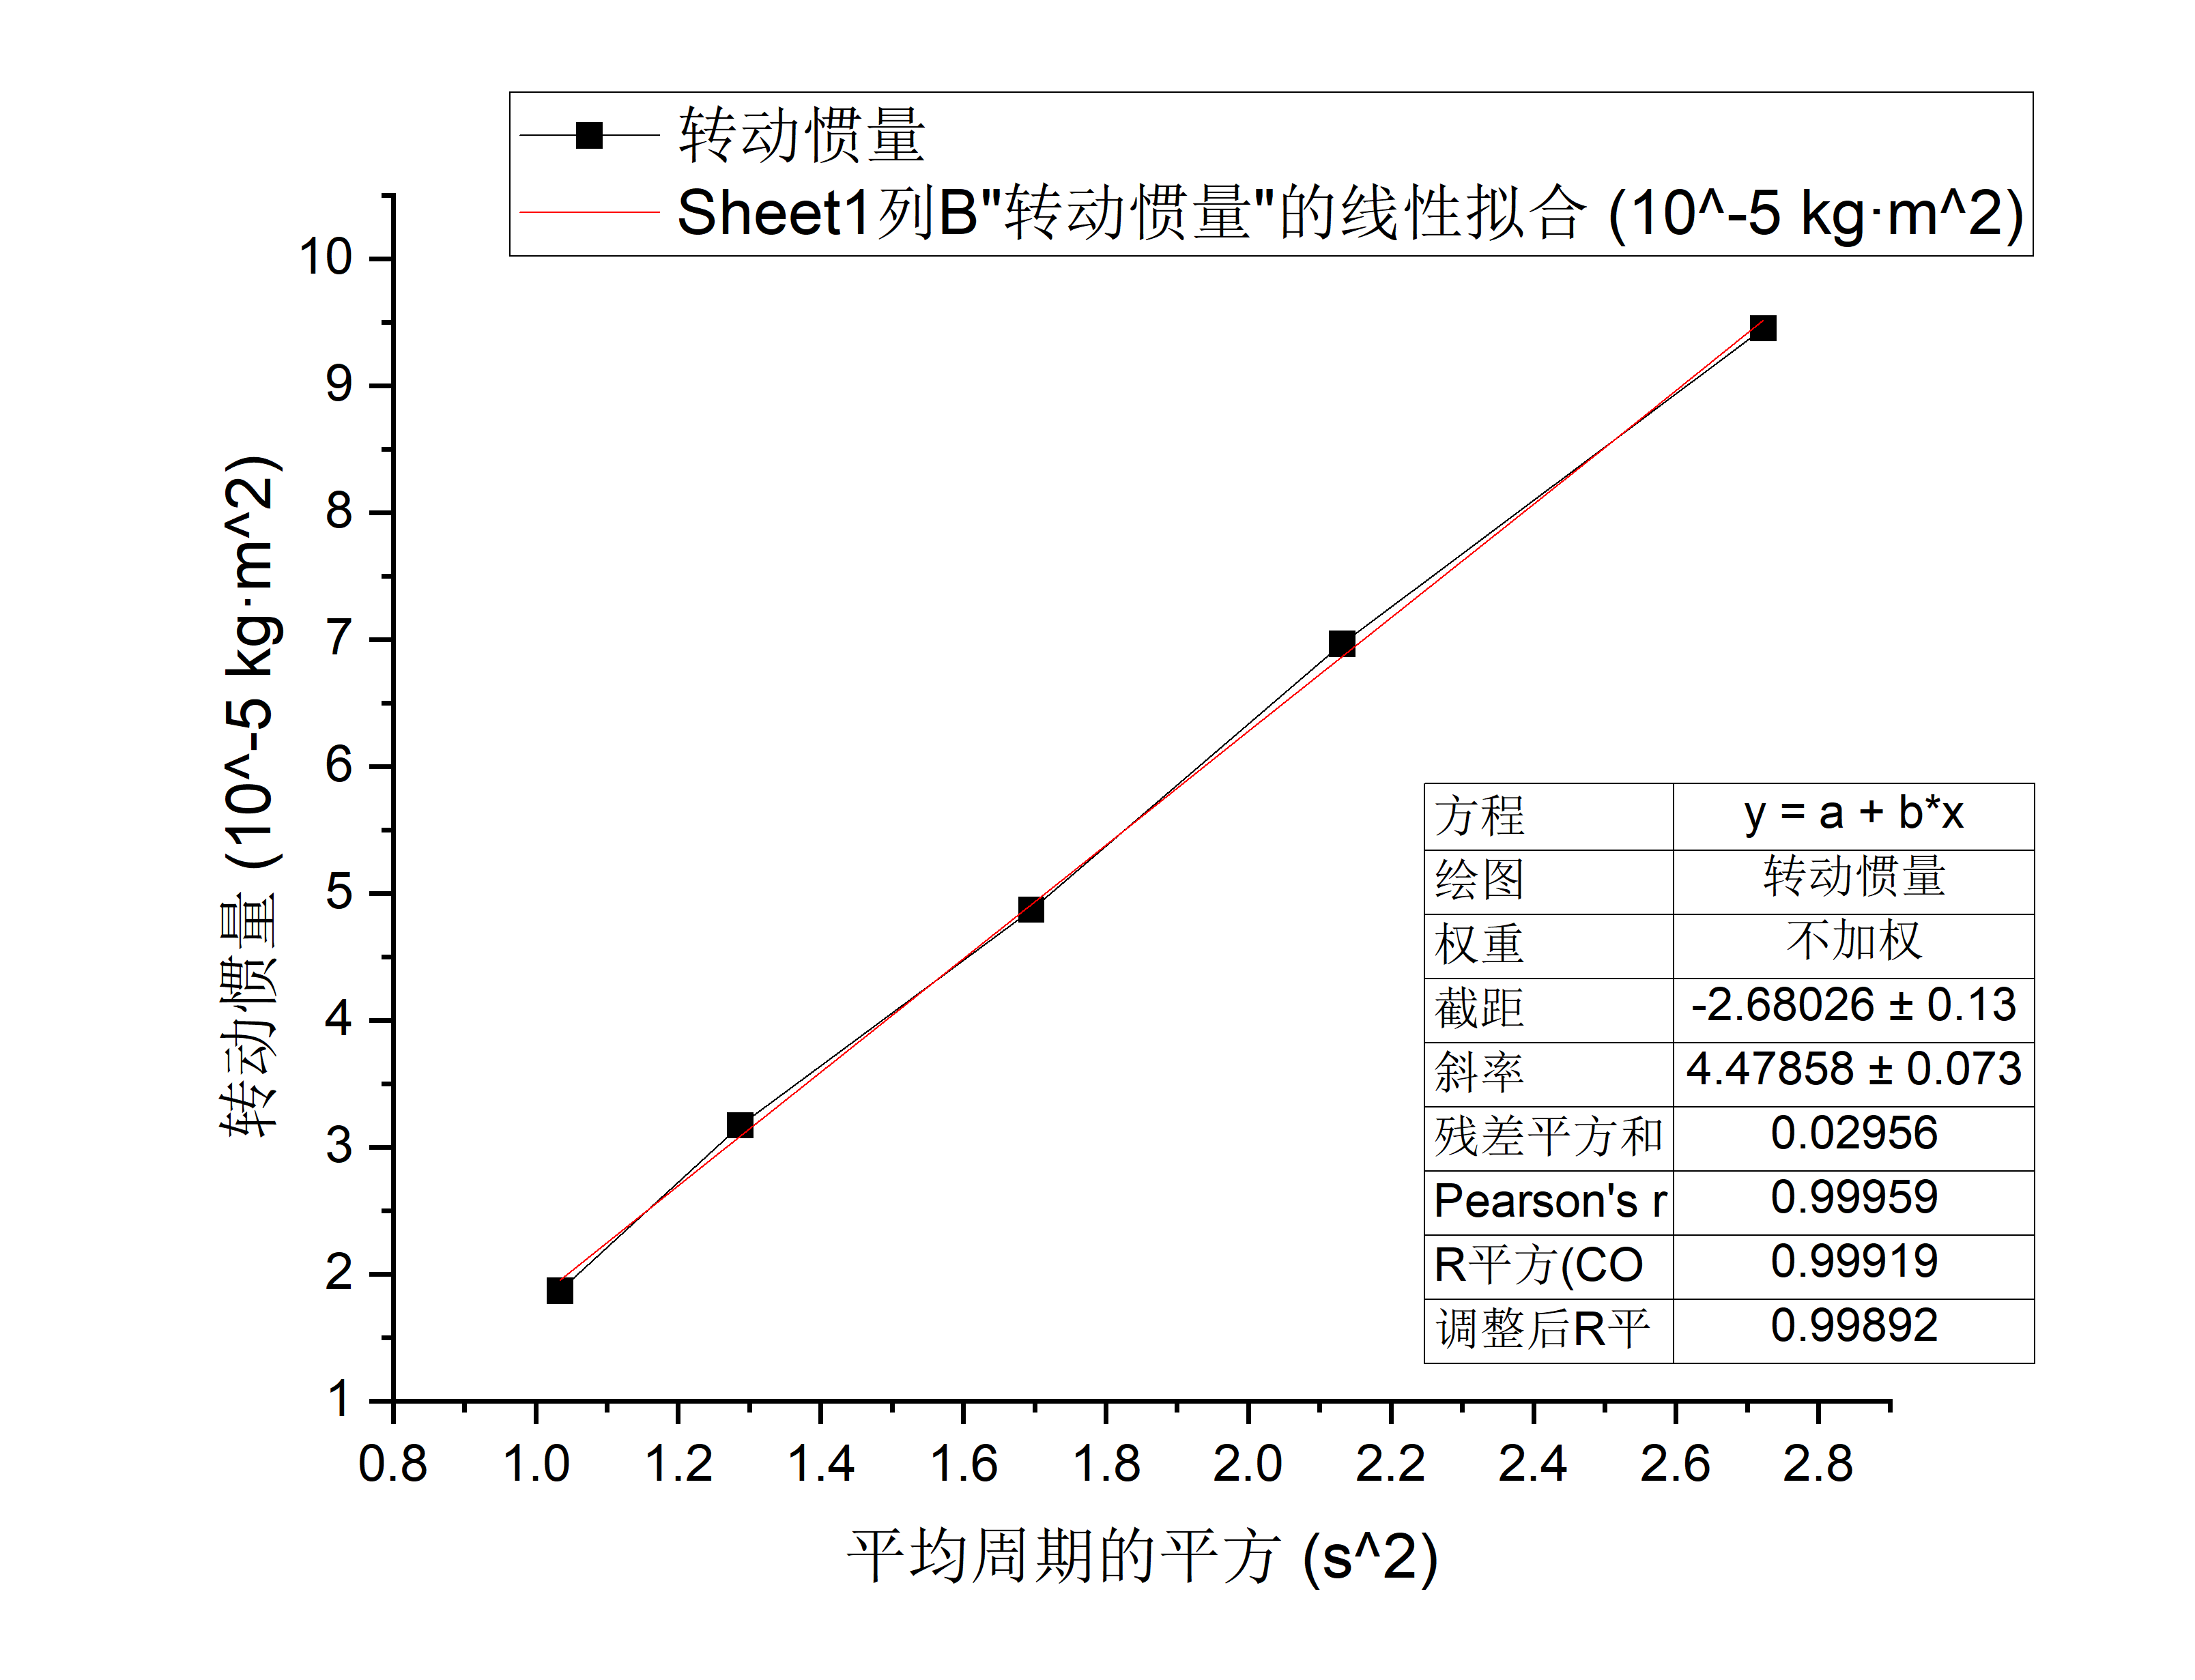 转动惯量
Sheet1列B"转动惯量"的线性拟合 (10^-5 kg·m^2)
转动惯量 (10^-5 kg·m^2)
10
9
8
7
6
5
4
3
2
1
方程 y = a + b*x
绘图 转动惯量
权重 不加权
截距 -2.68026 ± 0.13
斜率 4.47858 ± 0.073
残差平方和 0.02956
Pearson's r 0.99959
R平方(CO 0.99919
调整后R平 0.99892
0.8 1.0 1.2 1.4 1.6 1.8 2.0 2.2 2.4 2.6 2.8
平均周期的平方 (s^2)